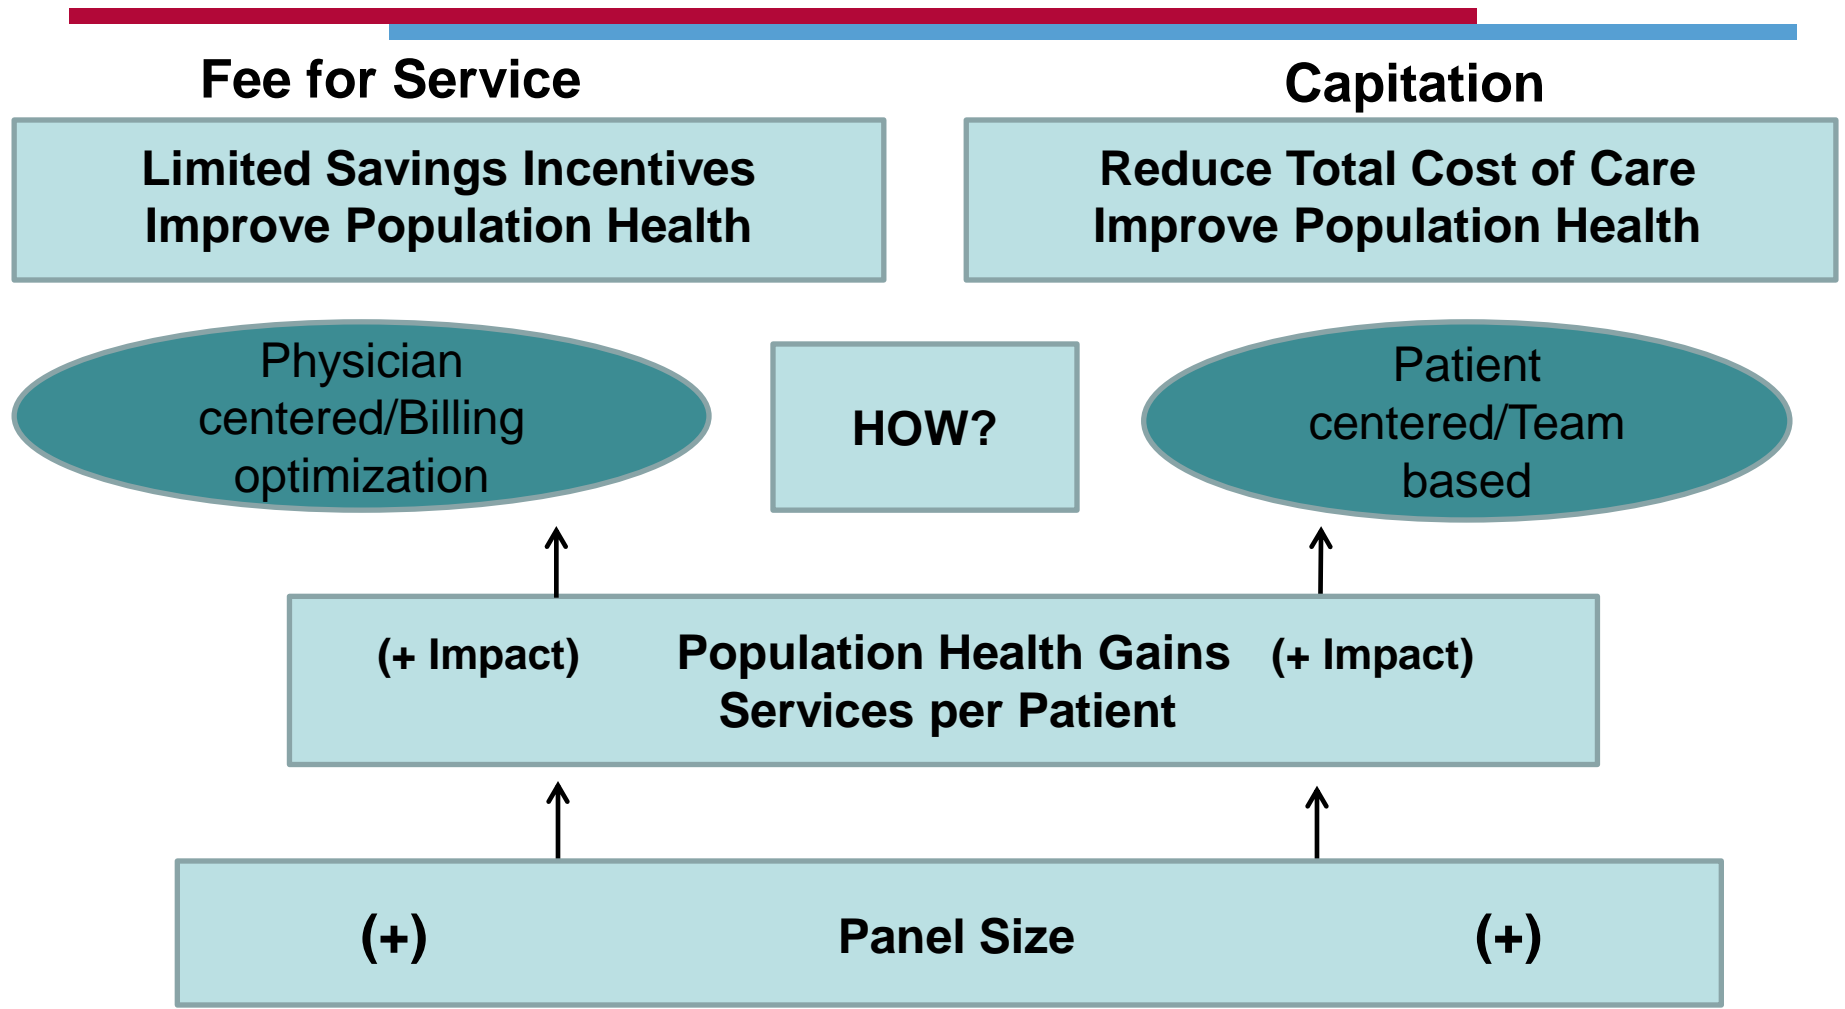 Fee for Service
Capitation
Limited Savings Incentives
Improve Population Health
Reduce Total Cost of Care
Improve Population Health
Physician
centered/Billing
optimization
HOW?
Patient
centered/Team
based
(+ Impact) Population Health Gains (+ Impact)
Services per Patient
(+) Panel Size (+)